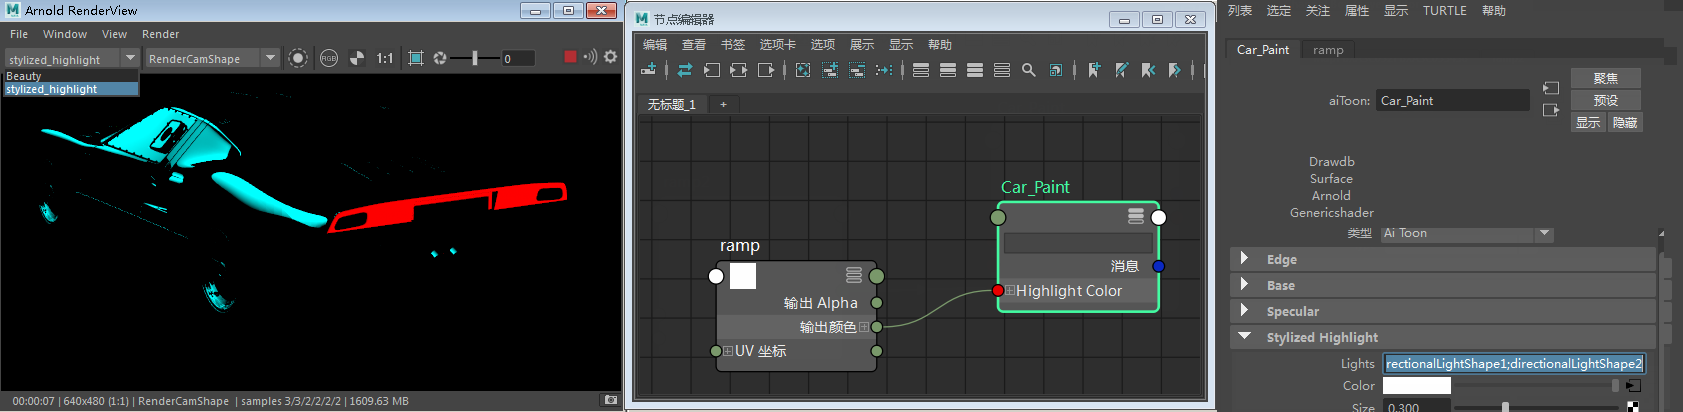 Arnold RenderView
File Window View Render
stylized_highlight RenderCamShape RGB 1:1 0
Beauty
stylized_highlight
00:00:07 | 640x480 (1:1) | RenderCamShape | samples 3/3/2/2/2/2 | 1609.63 MB
节点编辑器
编辑 查看 书签 选项卡 选项 展示 显示 帮助
无标题_1 +
Car_Paint
消息
Highlight Color
ramp
输出 Alpha
输出颜色
UV 坐标
列表 选定 关注 属性 显示 TURTLE 帮助
Car_Paint ramp
聚焦
aiToon: Car_Paint
预设
显示 隐藏
Drawdb
Surface
Arnold
Genericshader
类型 Ai Toon
Edge
Base
Specular
Stylized Highlight
Lights rectionalLightShape1;directionalLightShape2
Color
Size 0.300